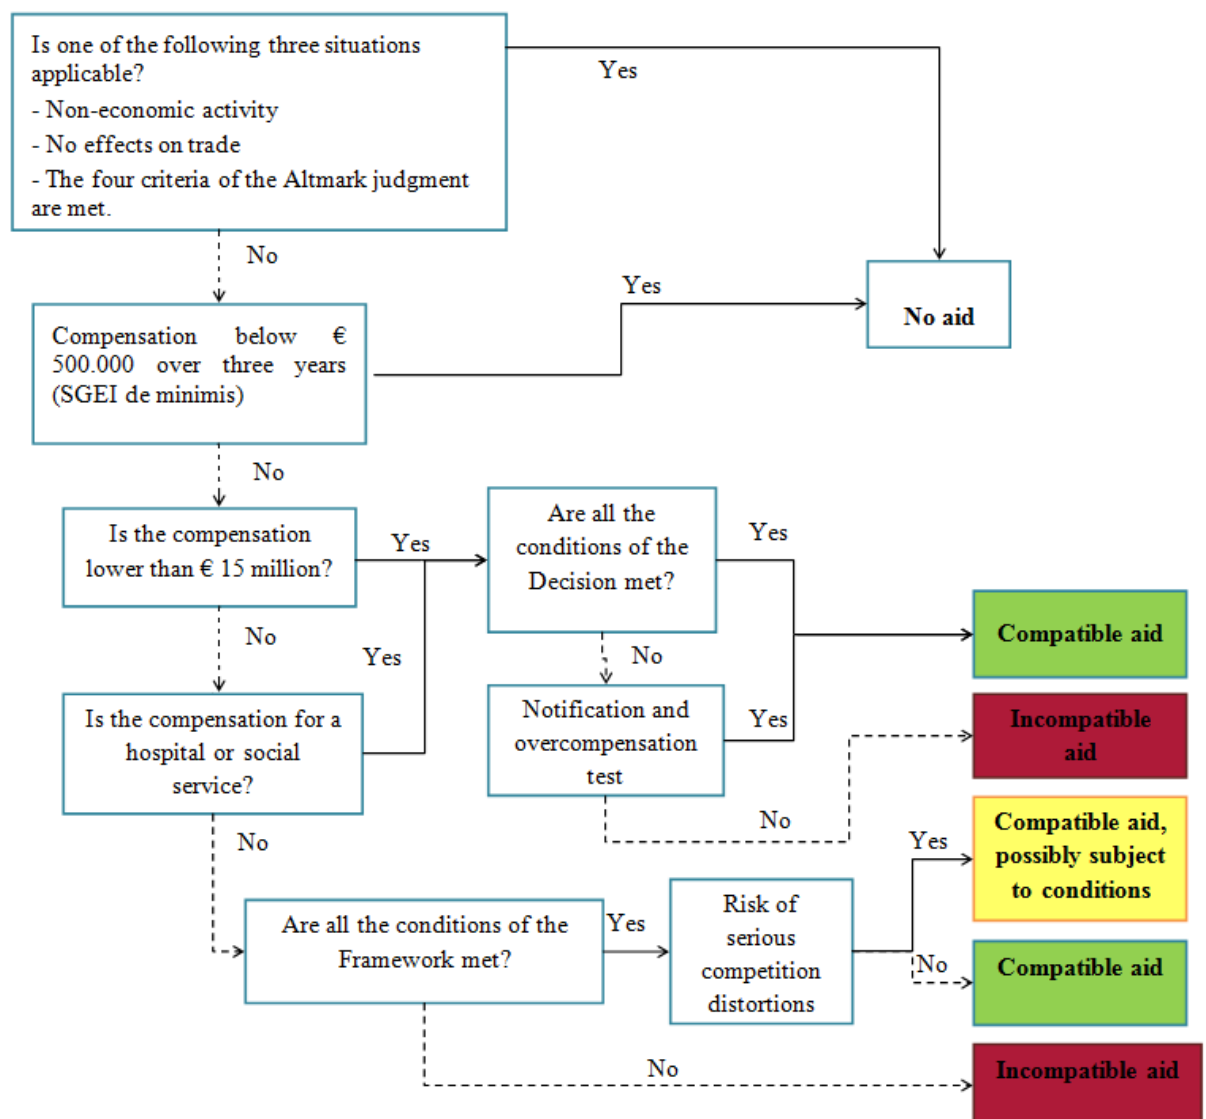 Is one of the following three situations
applicable?
- Non-economic activity
- No effects on trade
- The four criteria of the Altmark judgment
are met.
Yes
No
Compensation below €
500.000 over three years
(SGEI de minimis)
Yes
No aid
No
Is the compensation
lower than € 15 million?
Yes
Are all the
conditions of the
Decision met?
Yes
No
Yes
No
Compatible aid
Is the compensation for a
hospital or social
service?
Notification and
overcompensation
test
Yes
Incompatible
aid
No
No
Compatible aid,
possibly subject
to conditions
Yes
Are all the conditions of the
Framework met?
Yes
Risk of
serious
competition
distortions
No
Compatible aid
No
Incompatible aid